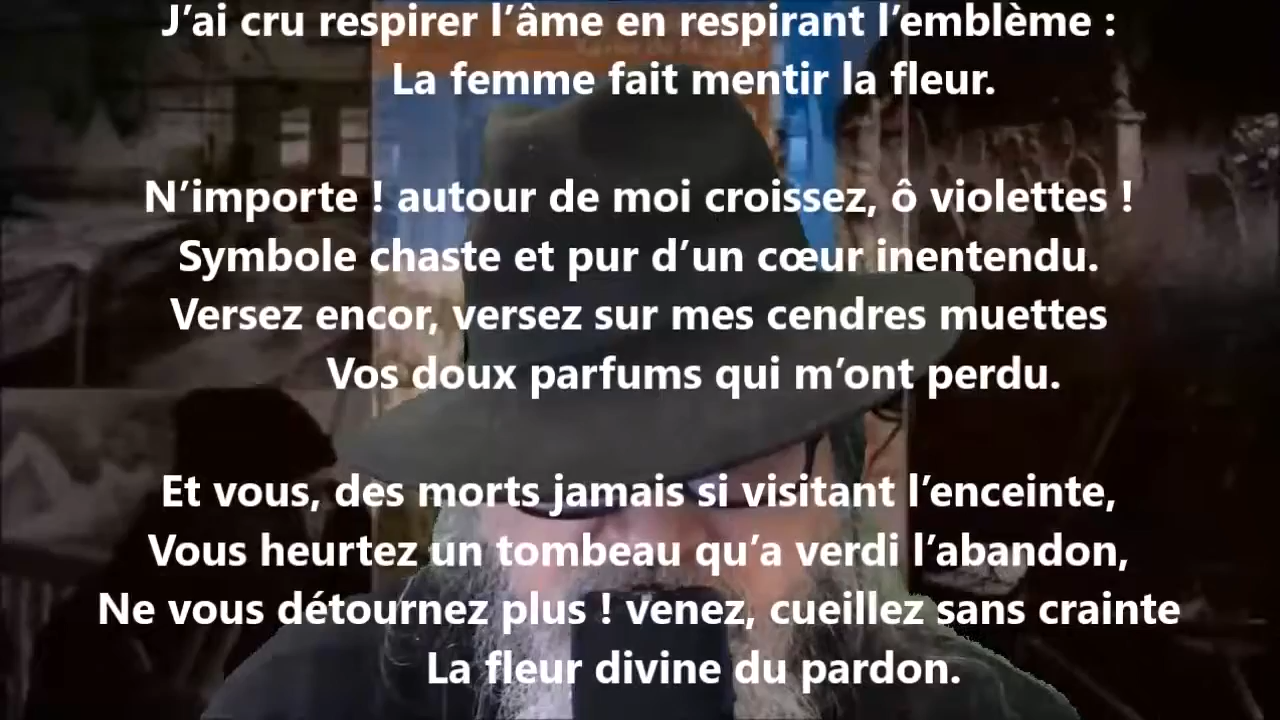 J’ai cru respirer l’âme en respirant l’emblème :
La femme fait mentir la fleur.
N’importe ! autour de moi croissez, ô violettes !
Symbole chaste et pur d’un cœur inentendu.
Versez encor, versez sur mes cendres muettes
Vos doux parfums qui m’ont perdu.
Et vous, des morts jamais si visitant l’enceinte,
Vous heurtez un tombeau qu’a verdi l’abandon,
Ne vous détournez plus ! venez, cueillez sans crainte
La fleur divine du pardon.